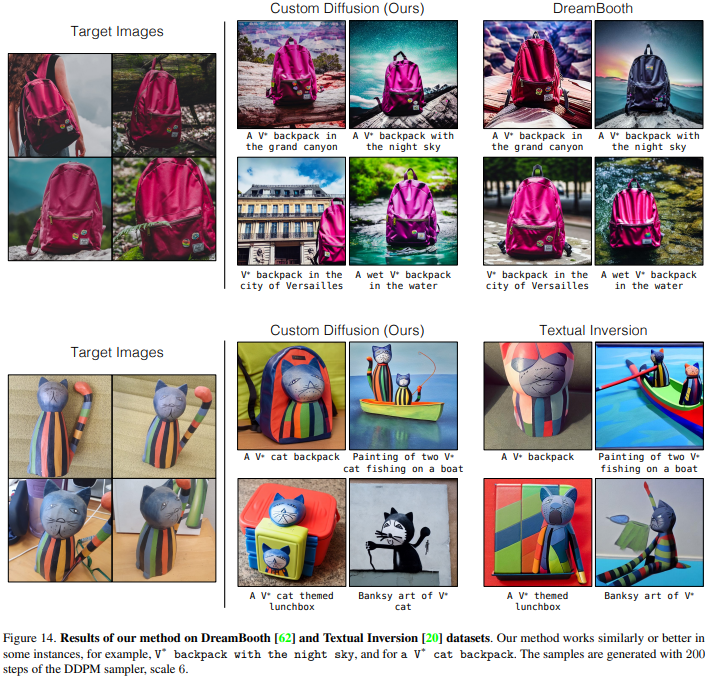 Custom Diffusion (Ours)
DreamBooth
Target Images
A V* backpack in
the grand canyon
A V* backpack with
the night sky
A V* backpack in
the grand canyon
A V* backpack with
the night sky
V* backpack in the
city of Versailles
A wet V* backpack
in the water
V* backpack in the
city of Versailles
A wet V* backpack
in the water
Custom Diffusion (Ours)
Textual Inversion
Target Images
A V* cat backpack
Painting of two V*
cat fishing on a boat
A V* backpack
Painting of two V*
fishing on a boat
A V* cat themed
lunchbox
Banksy art of V*
cat
A V* themed
lunchbox
Banksy art of V*
Figure 14. Results of our method on DreamBooth [62] and Textual Inversion [20] datasets. Our method works similarly or better in
some instances, for example, V* backpack with the night sky, and for a V* cat backpack. The samples are generated with 200
steps of the DDPM sampler, scale 6.